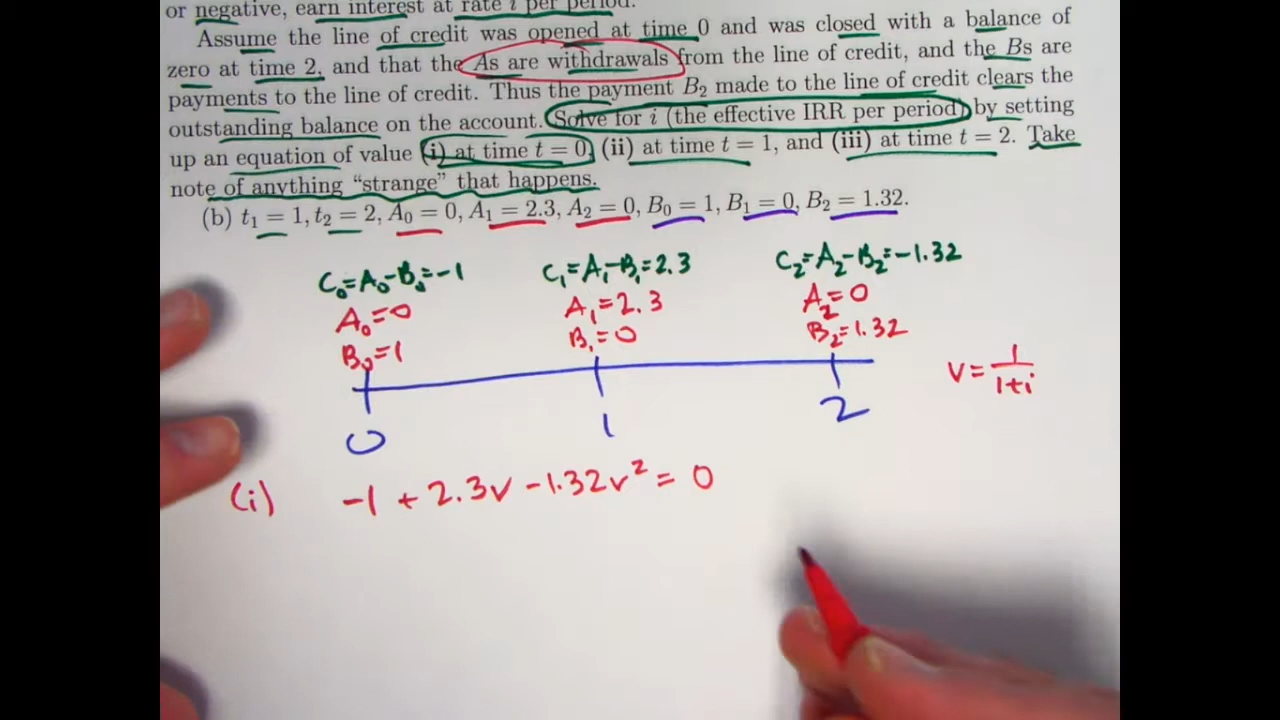 or negative, earn interest at rate i per period.
Assume the line of credit was opened at time 0 and was closed with a balance of
zero at time 2, and that the As are withdrawals from the line of credit, and the Bs are
payments to the line of credit. Thus the payment B₂ made to the line of credit clears the
outstanding balance on the account. Solve for i (the effective IRR per period) by setting
up an equation of value (i) at time t = 0, (ii) at time t = 1, and (iii) at time t = 2. Take
note of anything “strange” that happens.
(b) t₁ = 1, t₂ = 2, A₀ = 0, A₁ = 2.3, A₂ = 0, B₀ = 1, B₁ = 0, B₂ = 1.32.
C₀=A₀-B₀=-1 C₁=A₁-B₁=2.3 C₂=A₂-B₂=-1.32
A₀=0 A₁=2.3 A₂=0
B₀=1 B₁=0 B₂=1.32
v=1/(1+i)
0 1 2
(i) -1 + 2.3v - 1.32v² = 0